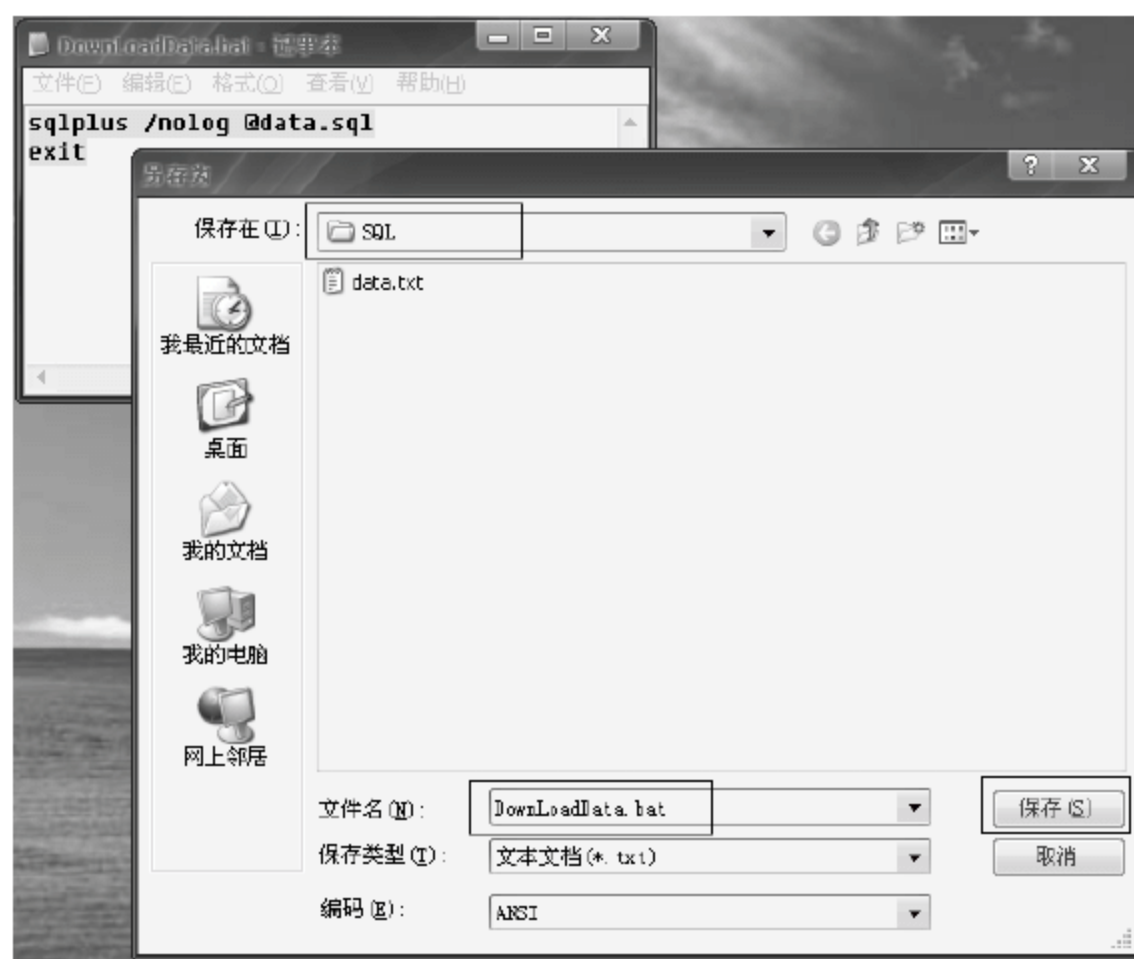 DownLoadData.bat - 记事本
文件(F) 编辑(E) 格式(O) 查看(V) 帮助(H)
sqlplus /nolog @data.sql
exit
另存为
保存在(I):
SQL
data.txt
我最近的文档
桌面
我的文档
我的电脑
网上邻居
文件名(N):
DownLoadData.bat
保存(S)
保存类型(T):
文本文档(*.txt)
取消
编码(E):
ANSI